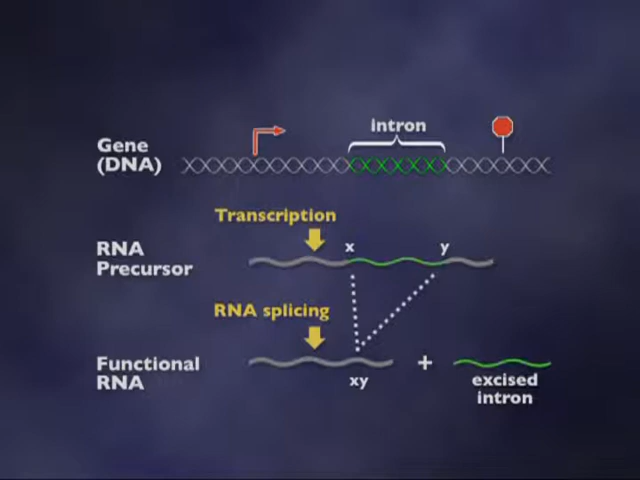 intron
Gene
(DNA)
Transcription
x
y
RNA
Precursor
RNA splicing
Functional
RNA
+
xy
excised
intron